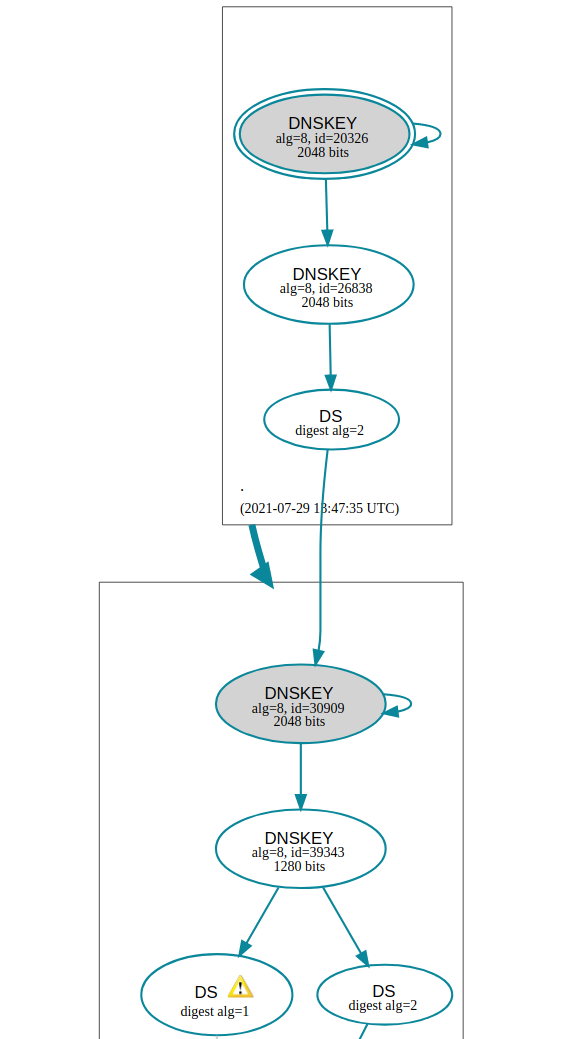 DNSKEY
alg=8, id=20326
2048 bits
DNSKEY
alg=8, id=26838
2048 bits
DS
digest alg=2
.
(2021-07-29 13:47:35 UTC)
DNSKEY
alg=8, id=30909
2048 bits
DNSKEY
alg=8, id=39343
1280 bits
DS
digest alg=1
DS
digest alg=2